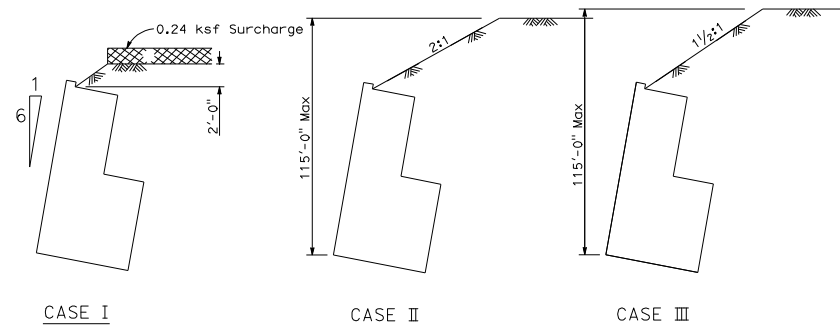 0.24 ksf Surcharge
1
6
2'-0"
CASE I
115'-0" Max
2:1
CASE II
115'-0" Max
1½:1
CASE III